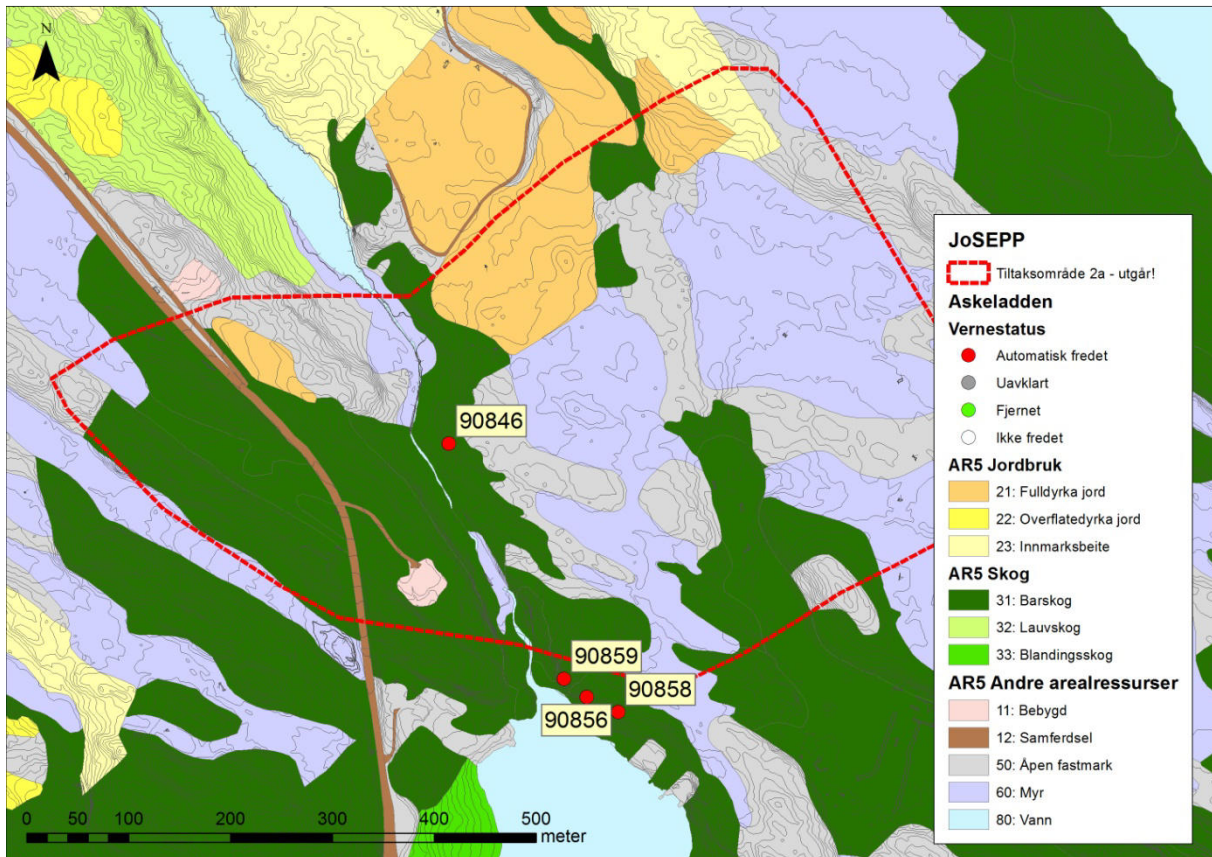 N
90846
90859
90858
90856
0 50 100 200 300 400 500
meter
JoSEPP
Tiltaksområde 2a - utgår!
Askeladden
Vernestatus
Automatisk fredet
Uavklart
Fjernet
Ikke fredet
AR5 Jordbruk
21: Fulldyrka jord
22: Overflatedyrka jord
23: Innmarksbeite
AR5 Skog
31: Barskog
32: Lauvskog
33: Blandingsskog
AR5 Andre arealressurser
11: Bebygd
12: Samferdsel
50: Åpen fastmark
60: Myr
80: Vann